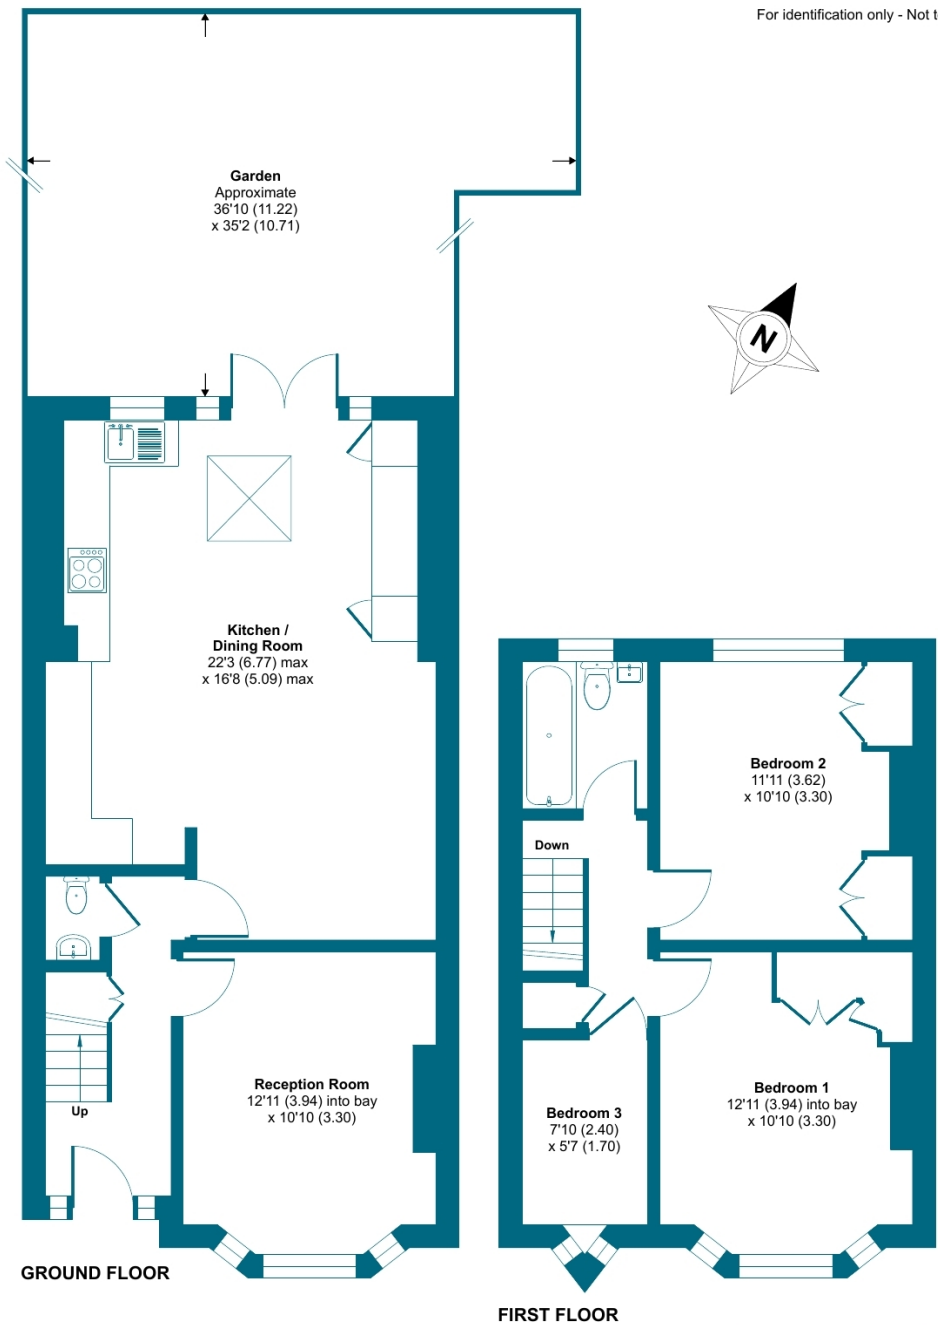 For identification only - Not t
Garden
Approximate
36'10 (11.22)
x 35'2 (10.71)
N
Kitchen /
Dining Room
22'3 (6.77) max
x 16'8 (5.09) max
Bedroom 2
11'11 (3.62)
x 10'10 (3.30)
Down
Reception Room
12'11 (3.94) into bay
x 10'10 (3.30)
Up
Bedroom 3
7'10 (2.40)
x 5'7 (1.70)
Bedroom 1
12'11 (3.94) into bay
x 10'10 (3.30)
GROUND FLOOR
FIRST FLOOR